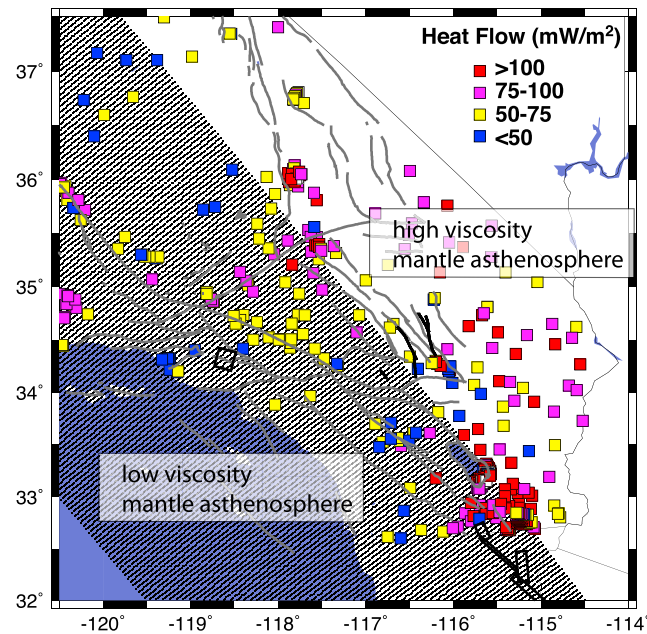 Heat Flow (mW/m²)
>100
75-100
50-75
<50
37°
36°
35°
34°
33°
32°
high viscosity
mantle asthenosphere
low viscosity
mantle asthenosphere
-120° -119° -118° -117° -116° -115° -114°